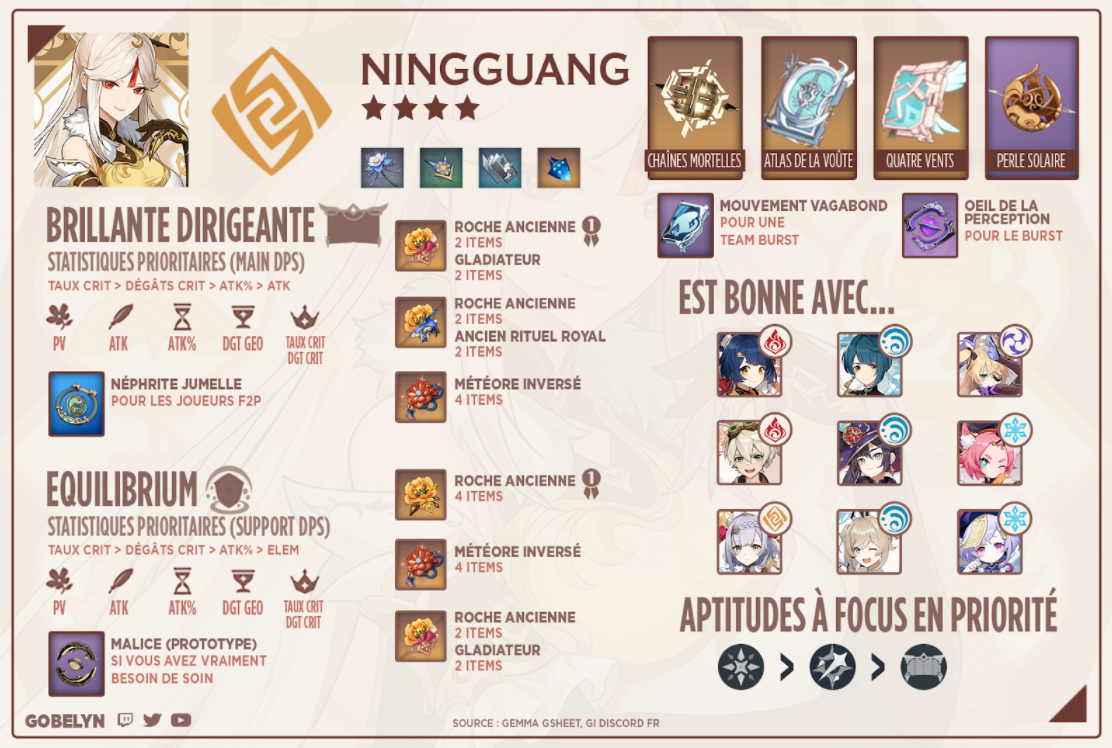 NINGGUANG
CHAÎNES MORTELLES
ATLAS DE LA VOÛTE
QUATRE VENTS
PERLE SOLAIRE
MOUVEMENT VAGABOND
POUR UNE
TEAM BURST
OEIL DE LA
PERCEPTION
POUR LE BURST
BRILLANTE DIRIGEANTE
STATISTIQUES PRIORITAIRES (MAIN DPS)
TAUX CRIT > DÉGÂTS CRIT > ATK% > ATK
PV
ATK
ATK%
DGT GEO
TAUX CRIT
DGT CRIT
NÉPHRITE JUMELLE
POUR LES JOUEURS F2P
ROCHE ANCIENNE 1
2 ITEMS
GLADIATEUR
2 ITEMS
ROCHE ANCIENNE
2 ITEMS
ANCIEN RITUEL ROYAL
2 ITEMS
MÉTÉORE INVERSÉ
4 ITEMS
EQUILIBRIUM
STATISTIQUES PRIORITAIRES (SUPPORT DPS)
TAUX CRIT > DÉGÂTS CRIT > ATK% > ELEM
PV
ATK
ATK%
DGT GEO
TAUX CRIT
DGT CRIT
MALICE (PROTOTYPE)
SI VOUS AVEZ VRAIMENT
BESOIN DE SOIN
ROCHE ANCIENNE 1
4 ITEMS
MÉTÉORE INVERSÉ
4 ITEMS
ROCHE ANCIENNE
2 ITEMS
GLADIATEUR
2 ITEMS
EST BONNE AVEC...
APTITUDES À FOCUS EN PRIORITÉ
> >
GOBELYN
SOURCE : GEMMA GSHEET, GI DISCORD FR